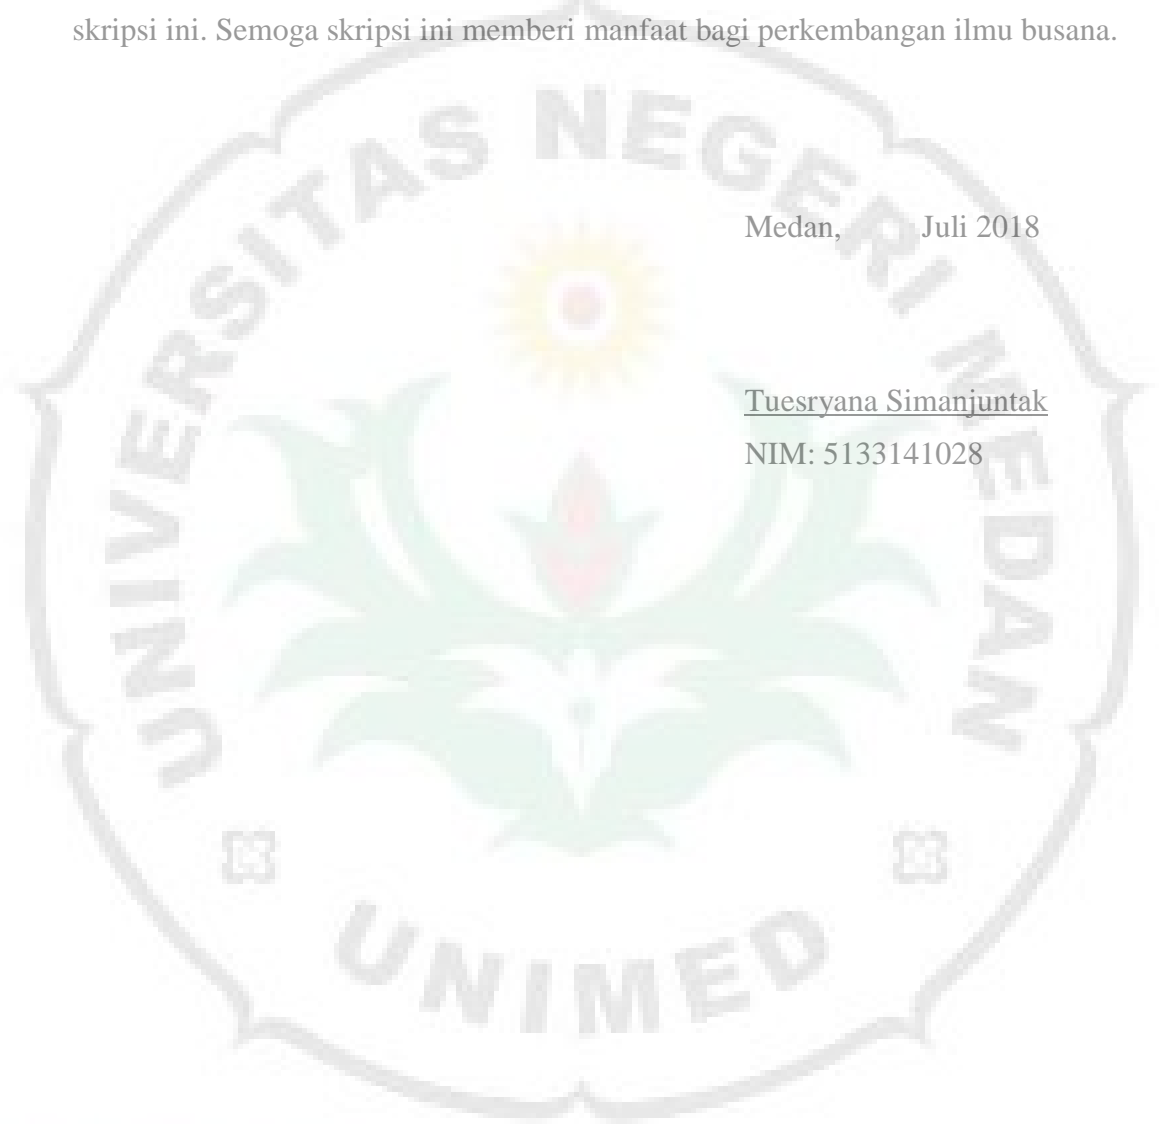 skripsi ini. Semoga skripsi ini memberi manfaat bagi perkembangan ilmu busana.
Medan, Juli 2018
Tuesryana Simanjuntak
NIM: 5133141028
UNIVERSITAS NEGERI MEDAN
UNIMED